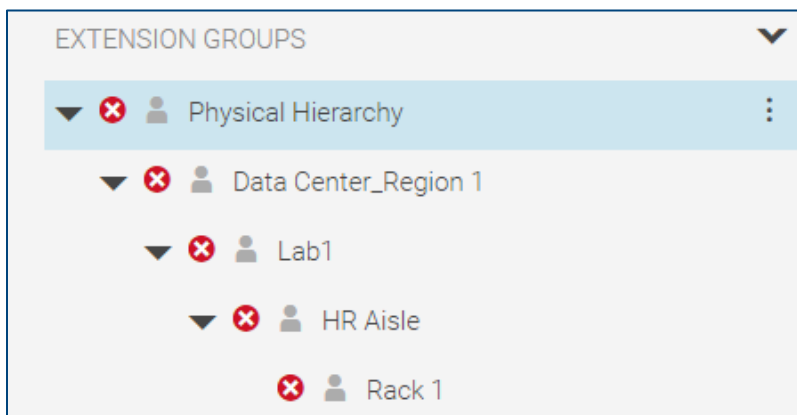 EXTENSION GROUPS
Physical Hierarchy
Data Center_Region 1
Lab1
HR Aisle
Rack 1